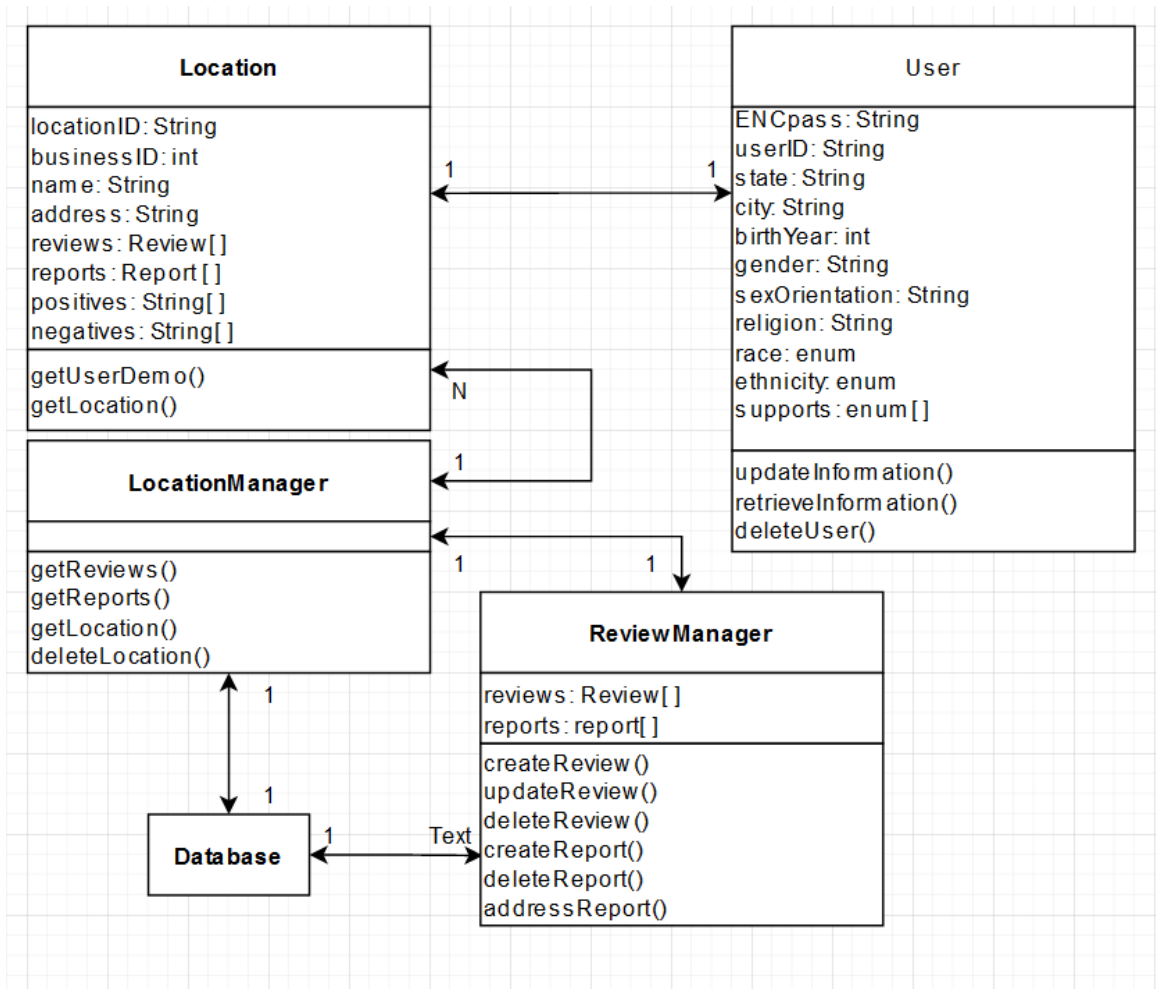 Location
locationID: String
businessID: int
name: String
address: String
reviews: Review[]
reports: Report[]
positives: String[]
negatives: String[]
getUserDemo()
getLocation()
1
1
User
ENCpass: String
userID: String
state: String
city: String
birthYear: int
gender: String
sexOrientation: String
religion: String
race: enum
ethnicity: enum
supports: enum[]
updateInformation()
retrieveInformation()
deleteUser()
N
1
LocationManager
getReviews()
getReports()
getLocation()
deleteLocation()
1
1
ReviewManager
reviews: Review[]
reports: report[]
createReview()
updateReview()
deleteReview()
createReport()
deleteReport()
addressReport()
1
1
Database
1
Text